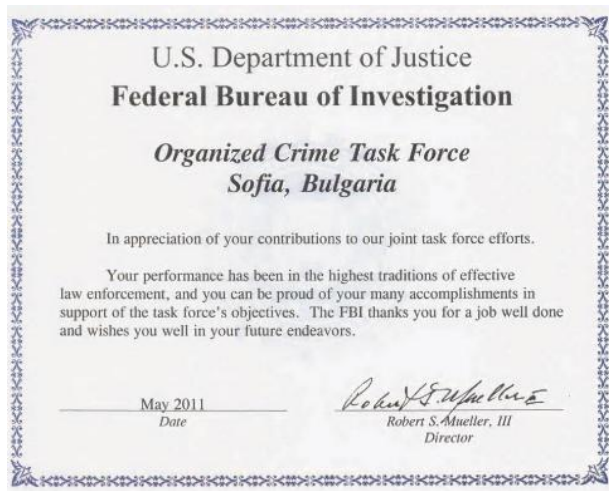 U.S. Department of Justice
Federal Bureau of Investigation
Organized Crime Task Force
Sofia, Bulgaria
In appreciation of your contributions to our joint task force efforts.
Your performance has been in the highest traditions of effective
law enforcement, and you can be proud of your many accomplishments in
support of the task force's objectives. The FBI thanks you for a job well done
and wishes you well in your future endeavors.
May 2011
Date
Robert S. Mueller III
Robert S. Mueller, III
Director